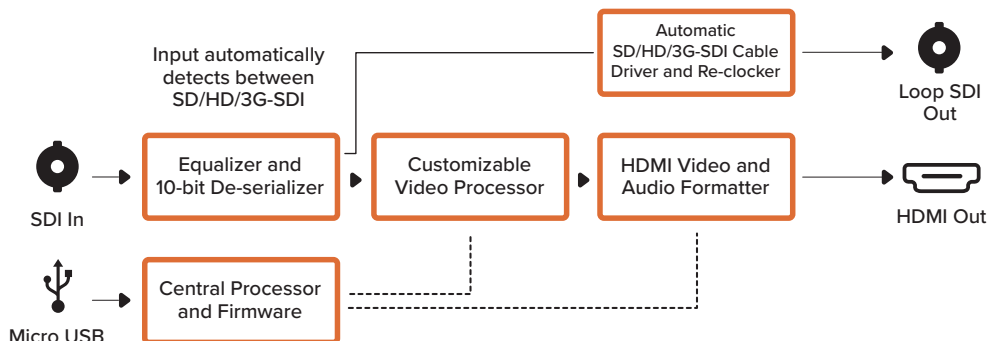 Input automatically
detects between
SD/HD/3G-SDI
Automatic
SD/HD/3G-SDI Cable
Driver and Re-clocker
Loop SDI
Out
SDI In
Equalizer and
10-bit De-serializer
Customizable
Video Processor
HDMI Video and
Audio Formatter
HDMI Out
Micro USB
Central Processor
and Firmware